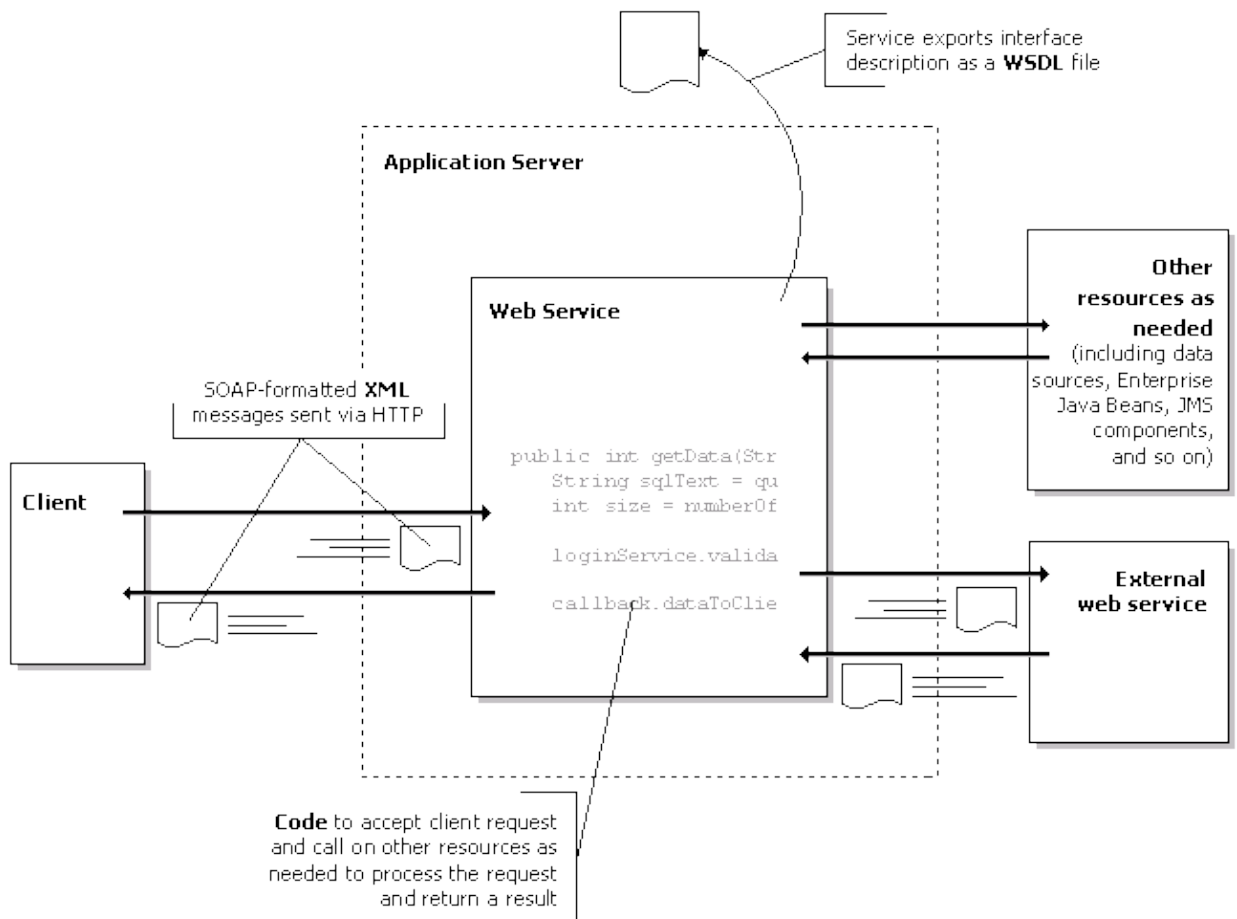 Service exports interface
description as a WSDL file
Application Server
Other
resources as
needed
(including data
sources, Enterprise
Java Beans, JMS
components,
and so on)
Web Service
SOAP-formatted XML
messages sent via HTTP
public int getData(Str
String sqlText = qu
int size = numberOf
loginService.valida
callback.dataToClie
Client
External
web service
Code to accept client request
and call on other resources as
needed to process the request
and return a result